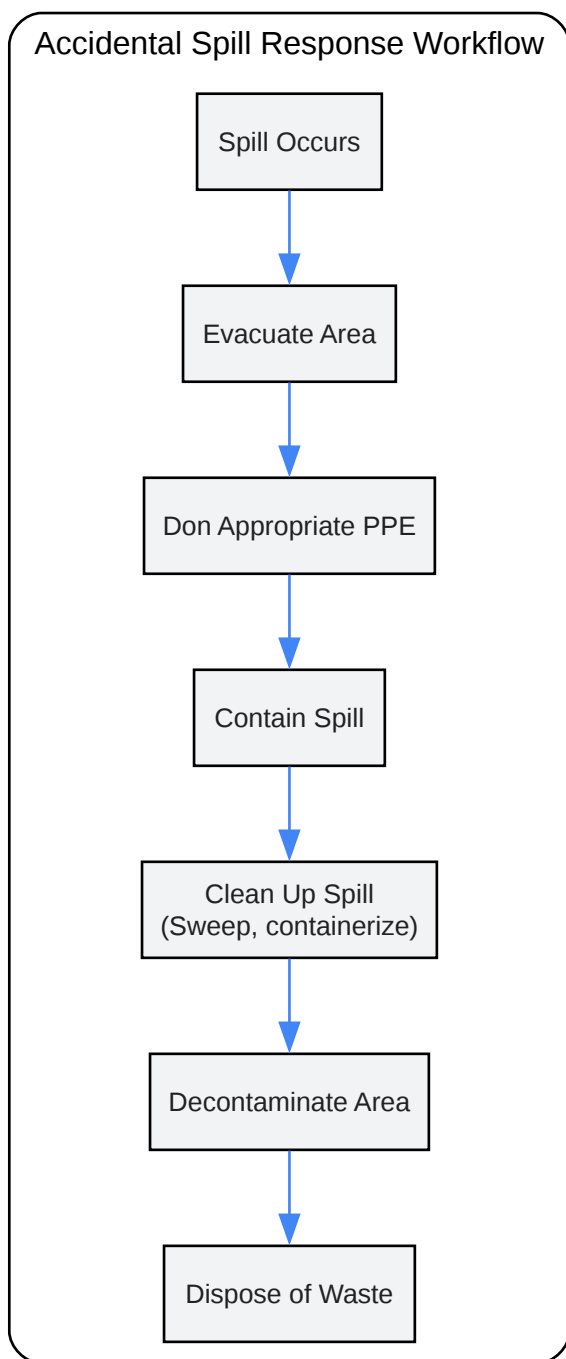 Accidental Spill Response Workflow
Spill Occurs
Evacuate Area
Don Appropriate PPE
Contain Spill
Clean Up Spill
(Sweep, containerize)
Decontaminate Area
Dispose of Waste